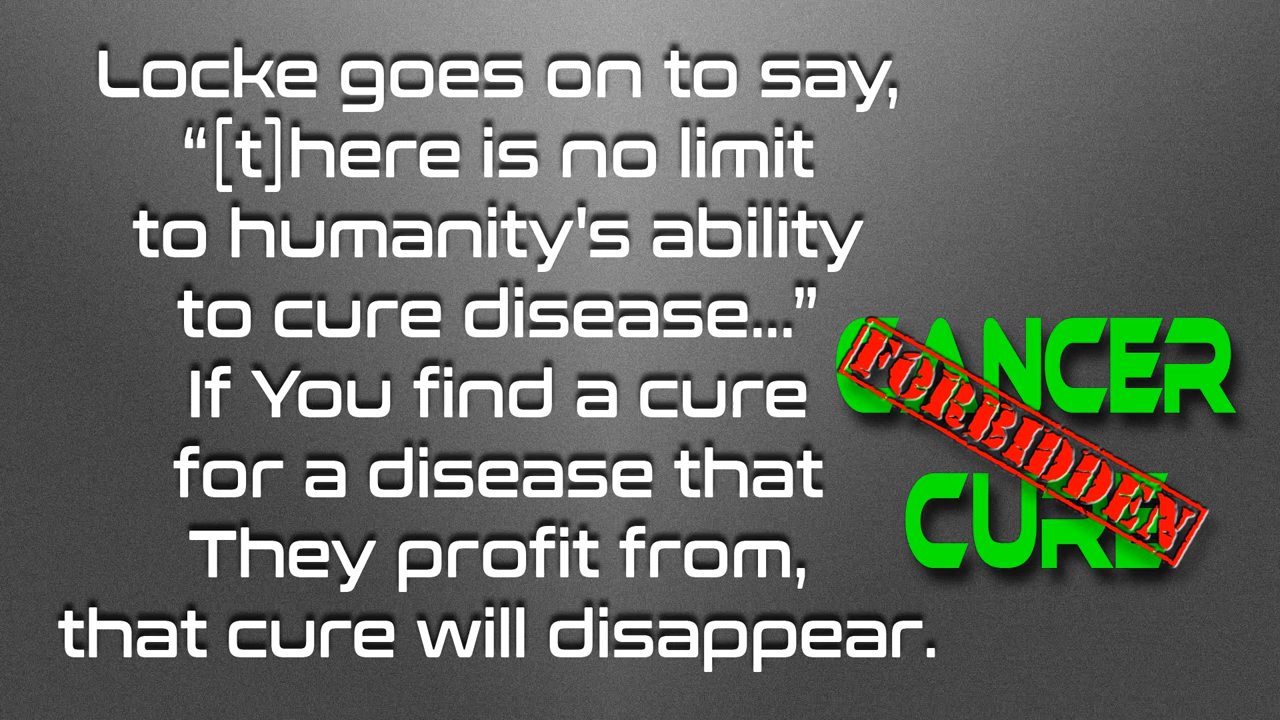 Locke goes on to say,
“[t]here is no limit
to humanity's ability
to cure disease...”
If You find a cure
for a disease that
They profit from,
that cure will disappear.
CANCER
FORBIDDEN
CURE